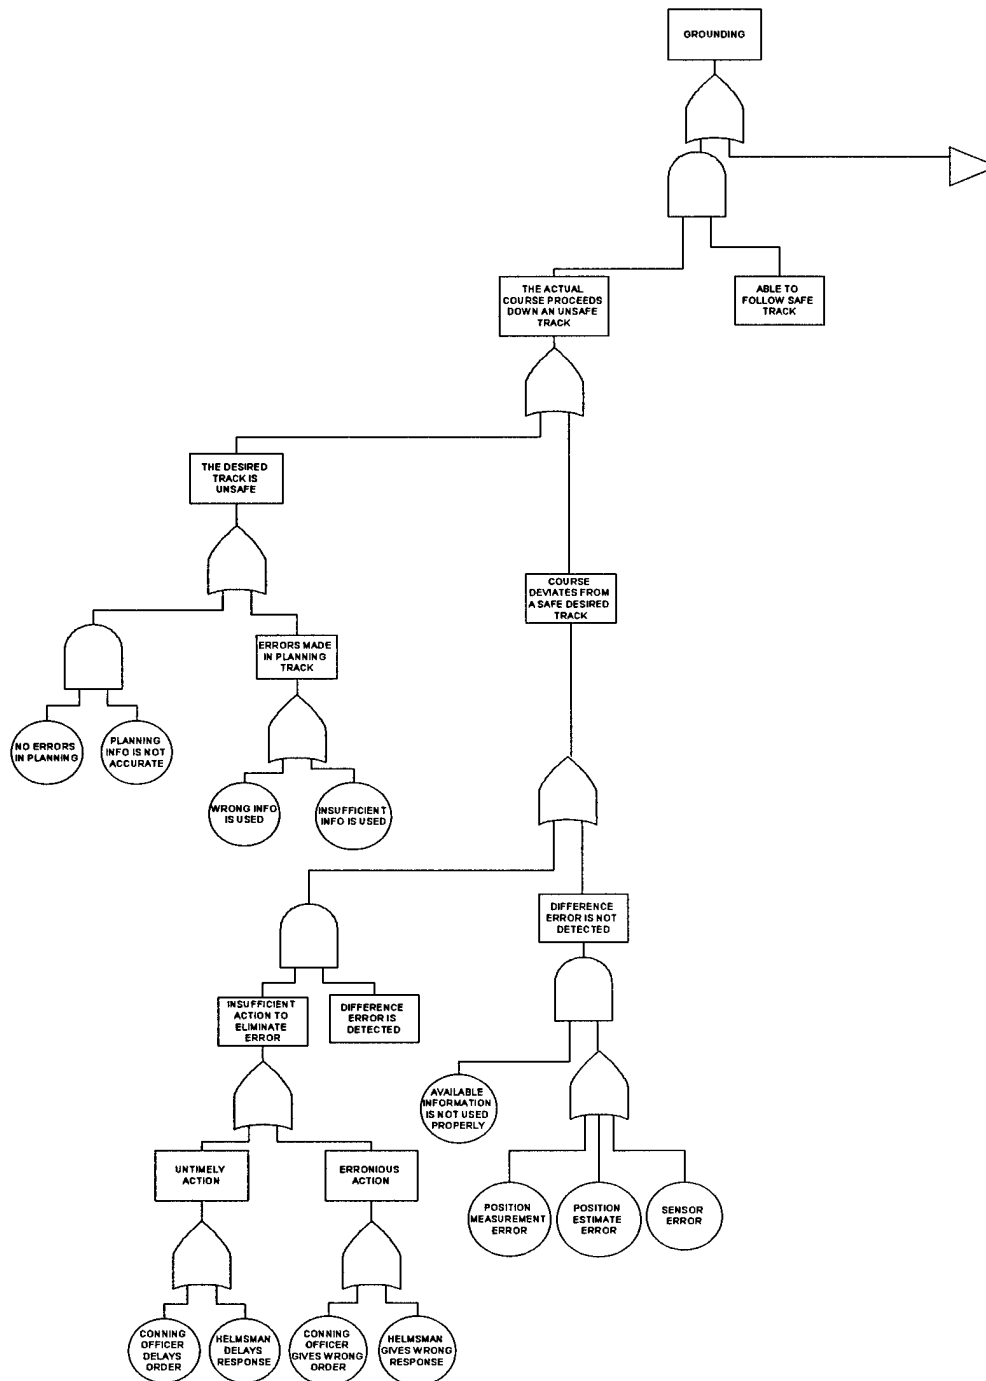 GROUNDING
THE ACTUAL
COURSE PROCEEDS
DOWN AN UNSAFE
TRACK
ABLE TO
FOLLOW SAFE
TRACK
THE DESIRED
TRACK IS
UNSAFE
COURSE
DEVIATES FROM
A SAFE DESIRED
TRACK
ERRORS MADE
IN PLANNING
TRACK
NO ERRORS
IN PLANNING
PLANNING
INFO IS NOT
ACCURATE
WRONG INFO
IS USED
INSUFFICIENT
INFO IS USED
DIFFERENCE
ERROR IS NOT
DETECTED
INSUFFICIENT
ACTION TO
ELIMINATE
ERROR
DIFFERENCE
ERROR IS
DETECTED
AVAILABLE
INFORMATION
IS NOT USED
PROPERLY
UNTIMELY
ACTION
ERRONIOUS
ACTION
POSITION
MEASUREMENT
ERROR
POSITION
ESTIMATE
ERROR
SENSOR
ERROR
CONNING
OFFICER
DELAYS
ORDER
HELMSMAN
DELAYS
RESPONSE
CONNING
OFFICER
GIVES WRONG
ORDER
HELMSMAN
GIVES WRONG
RESPONSE